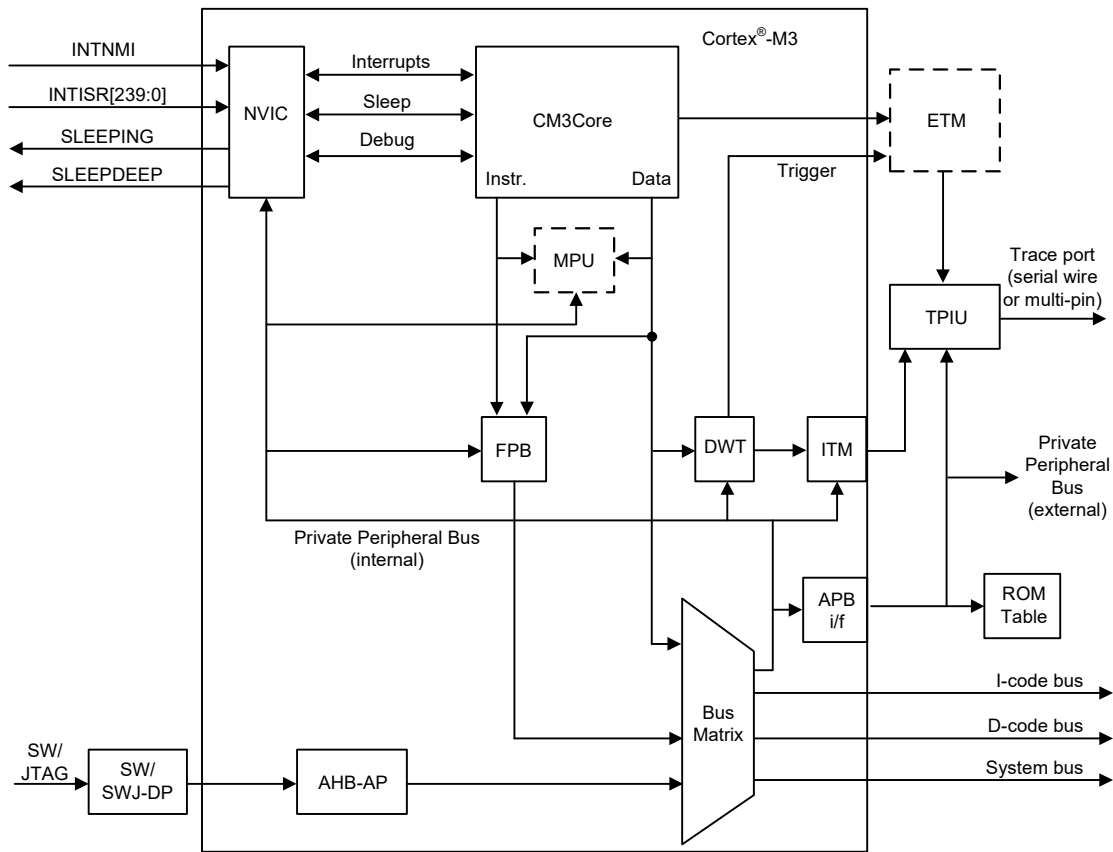 Cortex®-M3
INTNMI
INTISR[239:0]
SLEEPING
SLEEPDEEP
NVIC
Interrupts
Sleep
Debug
CM3Core
Instr.
Data
ETM
Trigger
MPU
Trace port
(serial wire
or multi-pin)
TPIU
FPB
DWT
ITM
Private
Peripheral
Bus
(external)
Private Peripheral Bus
(internal)
APB
i/f
ROM
Table
I-code bus
Bus
Matrix
D-code bus
System bus
SW/
JTAG
SW/
SWJ-DP
AHB-AP